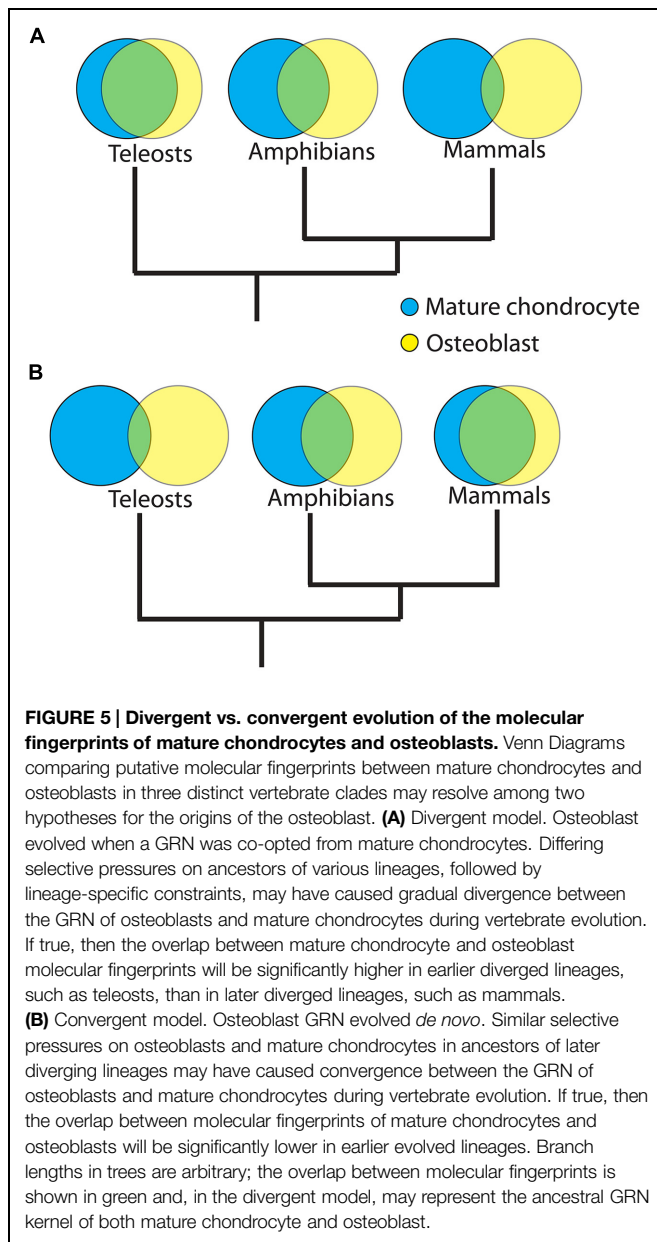 A
Teleosts Amphibians Mammals
Mature chondrocyte
Osteoblast
B
Teleosts Amphibians Mammals
FIGURE 5 | Divergent vs. convergent evolution of the molecular
fingerprints of mature chondrocytes and osteoblasts. Venn Diagrams
comparing putative molecular fingerprints between mature chondrocytes and
osteoblasts in three distinct vertebrate clades may resolve among two
hypotheses for the origins of the osteoblast. (A) Divergent model. Osteoblast
evolved when a GRN was co-opted from mature chondrocytes. Differing
selective pressures on ancestors of various lineages, followed by
lineage-specific constraints, may have caused gradual divergence between
the GRN of osteoblasts and mature chondrocytes during vertebrate evolution.
If true, then the overlap between mature chondrocyte and osteoblast
molecular fingerprints will be significantly higher in earlier diverged lineages,
such as teleosts, than in later diverged lineages, such as mammals.
(B) Convergent model. Osteoblast GRN evolved de novo. Similar selective
pressures on osteoblasts and mature chondrocytes in ancestors of later
diverging lineages may have caused convergence between the GRN of
osteoblasts and mature chondrocytes during vertebrate evolution. If true, then
the overlap between molecular fingerprints of mature chondrocytes and
osteoblasts will be significantly lower in earlier evolved lineages. Branch
lengths in trees are arbitrary; the overlap between molecular fingerprints is
shown in green and, in the divergent model, may represent the ancestral GRN
kernel of both mature chondrocyte and osteoblast.